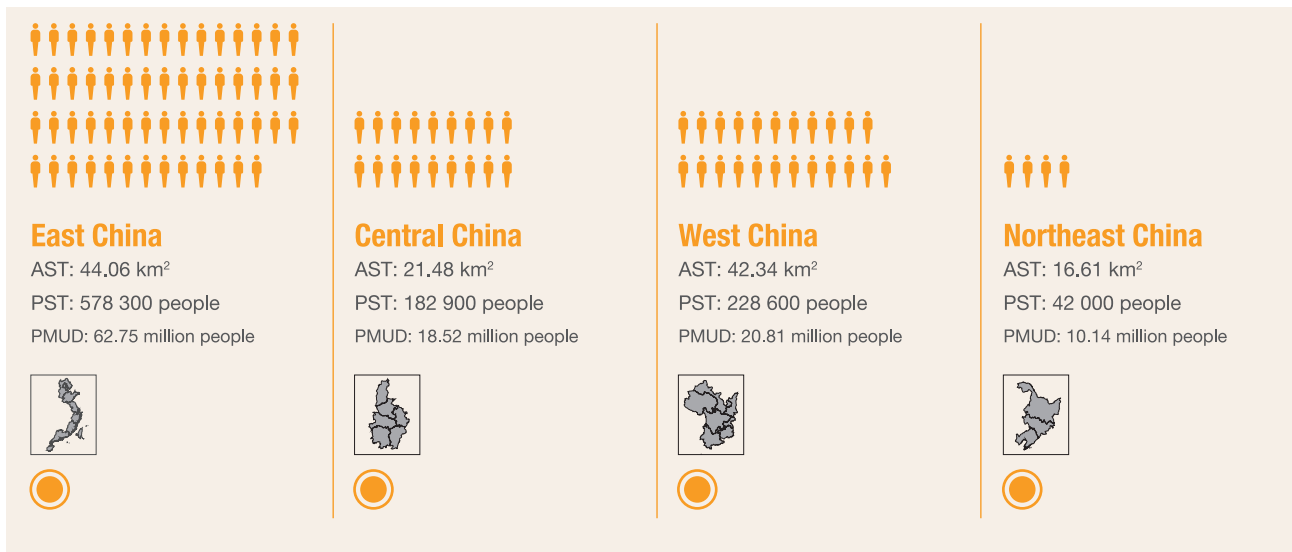 East China
AST: 44.06 km²
PST: 578 300 people
PMUD: 62.75 million people
Central China
AST: 21.48 km²
PST: 182 900 people
PMUD: 18.52 million people
West China
AST: 42.34 km²
PST: 228 600 people
PMUD: 20.81 million people
Northeast China
AST: 16.61 km²
PST: 42 000 people
PMUD: 10.14 million people